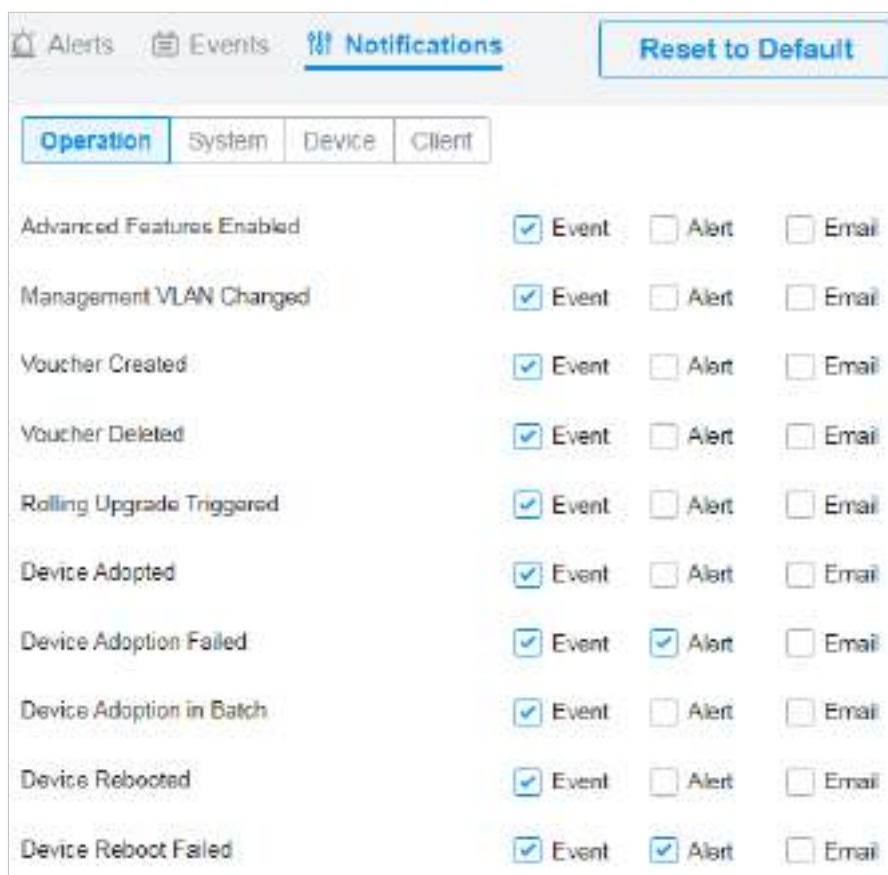 Alerts Events Notifications Reset to Default
Operation System Device Client
Advanced Features Enabled Event Alert Email
Management VLAN Changed Event Alert Email
Voucher Created Event Alert Email
Voucher Deleted Event Alert Email
Rolling Upgrade Triggered Event Alert Email
Device Adopted Event Alert Email
Device Adoption Failed Event Alert Email
Device Adoption in Batch Event Alert Email
Device Rebooted Event Alert Email
Device Reboot Failed Event Alert Email